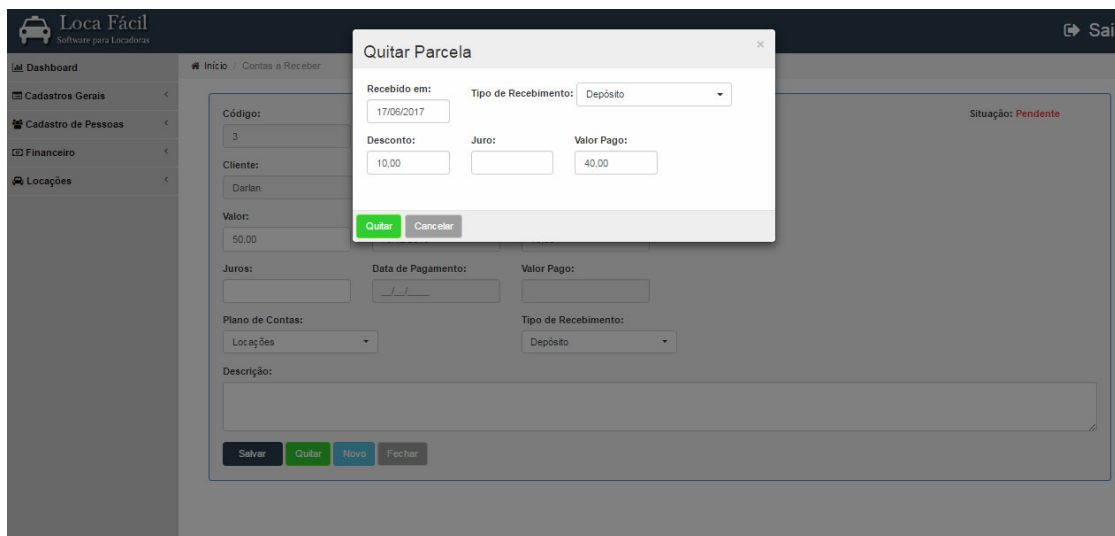 Loca Fácil
Software para Locadoras
Sai
Dashboard
Cadastros Gerais
Cadastro de Pessoas
Financeiro
Locações
Início / Contas a Receber
Quitar Parcela ×
Recebido em: Tipo de Recebimento: Depósito
17/06/2017
Desconto: Juro: Valor Pago:
10,00 40,00
Quitar Cancelar
Código: Situação: Pendente
3
Cliente:
Darlan
Valor:
50,00
Juros: Data de Pagamento: Valor Pago:
__/__/____
Plano de Contas: Tipo de Recebimento:
Locações Depósito
Descrição:
Salvar Quitar Novo Fechar